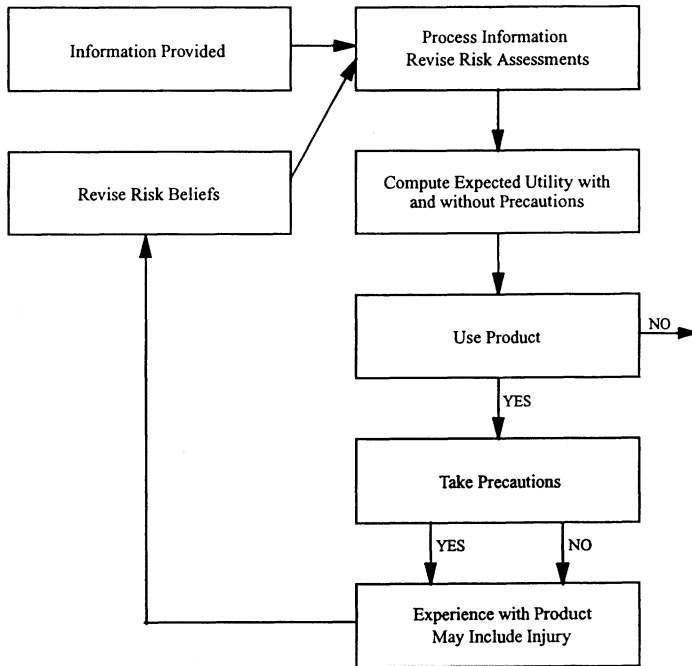 Information Provided
Process Information
Revise Risk Assessments
Revise Risk Beliefs
Compute Expected Utility with
and without Precautions
Use Product
NO
YES
Take Precautions
YES
NO
Experience with Product
May Include Injury